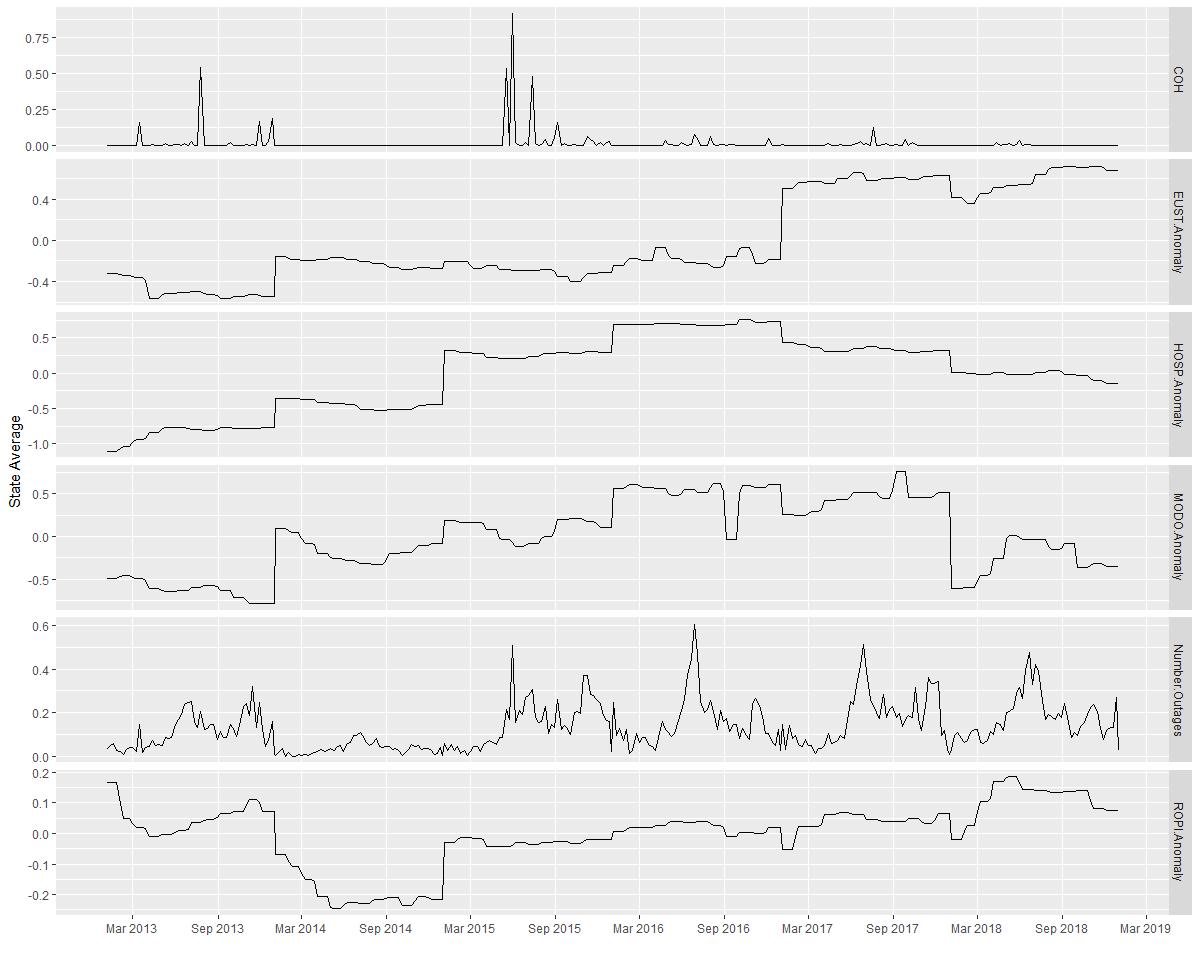 State Average
0.75
0.50
0.25
0.00
COH
0.4
0.0
-0.4
EUST.Anomaly
0.5
0.0
-0.5
-1.0
HOSP.Anomaly
0.5
0.0
-0.5
MODO.Anomaly
0.6
0.4
0.2
0.0
Number.Outages
0.2
0.1
0.0
-0.1
-0.2
ROPI.Anomaly
Mar 2013 Sep 2013 Mar 2014 Sep 2014 Mar 2015 Sep 2015 Mar 2016 Sep 2016 Mar 2017 Sep 2017 Mar 2018 Sep 2018 Mar 2019